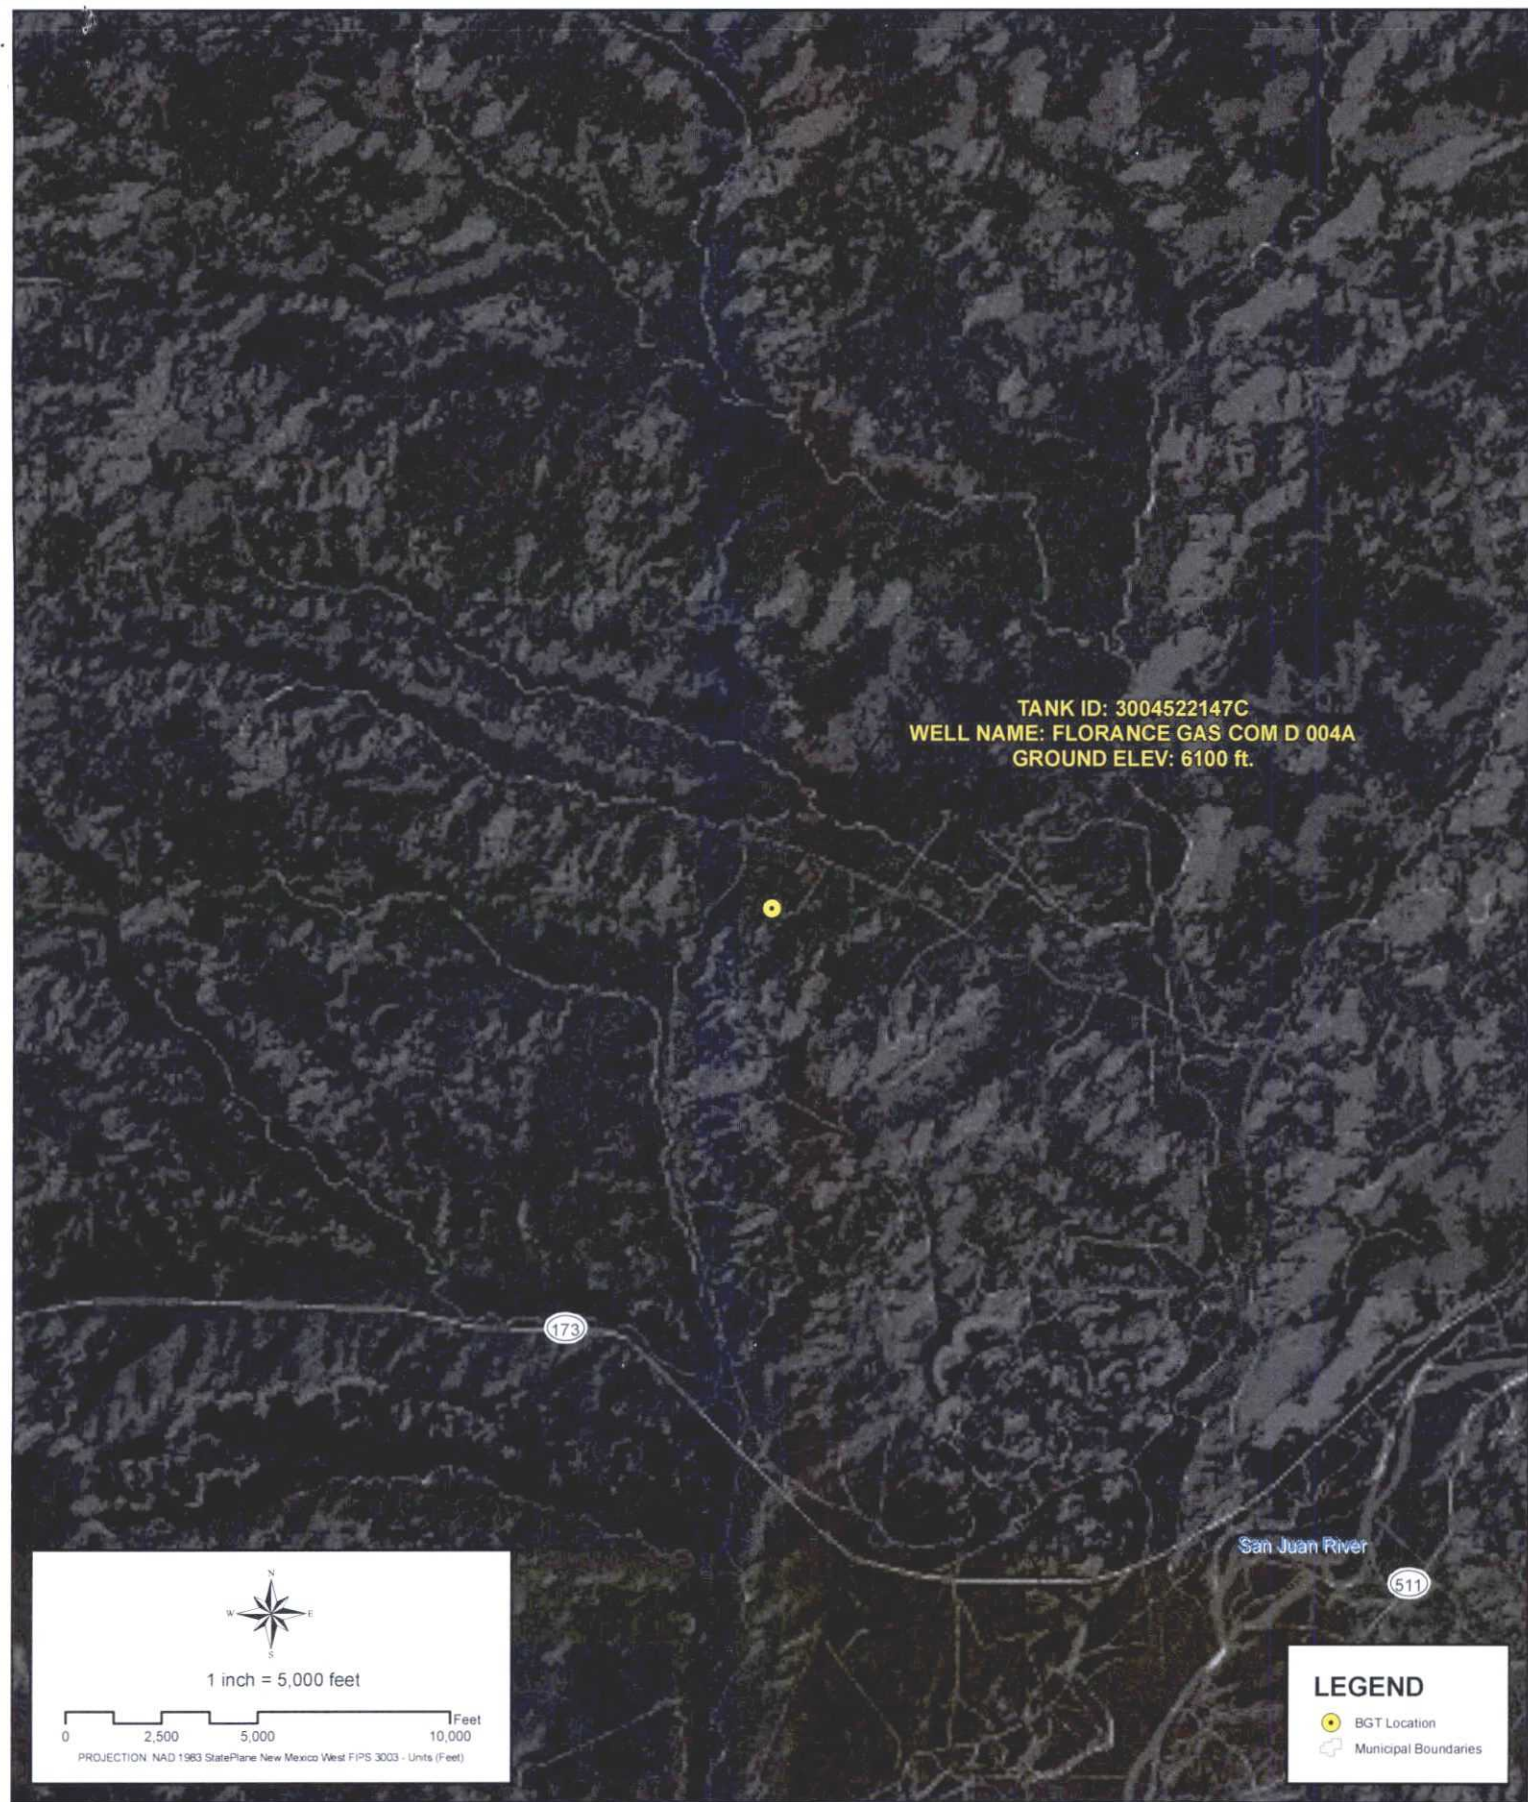 TANK ID: 3004522147C
WELL NAME: FLORANCE GAS COM D 004A
GROUND ELEV: 6100 ft.
173
San Juan River
511
N
W E
S
1 inch = 5,000 feet
Feet
0 2,500 5,000 10,000
PROJECTION: NAD 1983 StatePlane New Mexico West FIPS 3003 - Units (Feet)
LEGEND
BGT Location
Municipal Boundaries